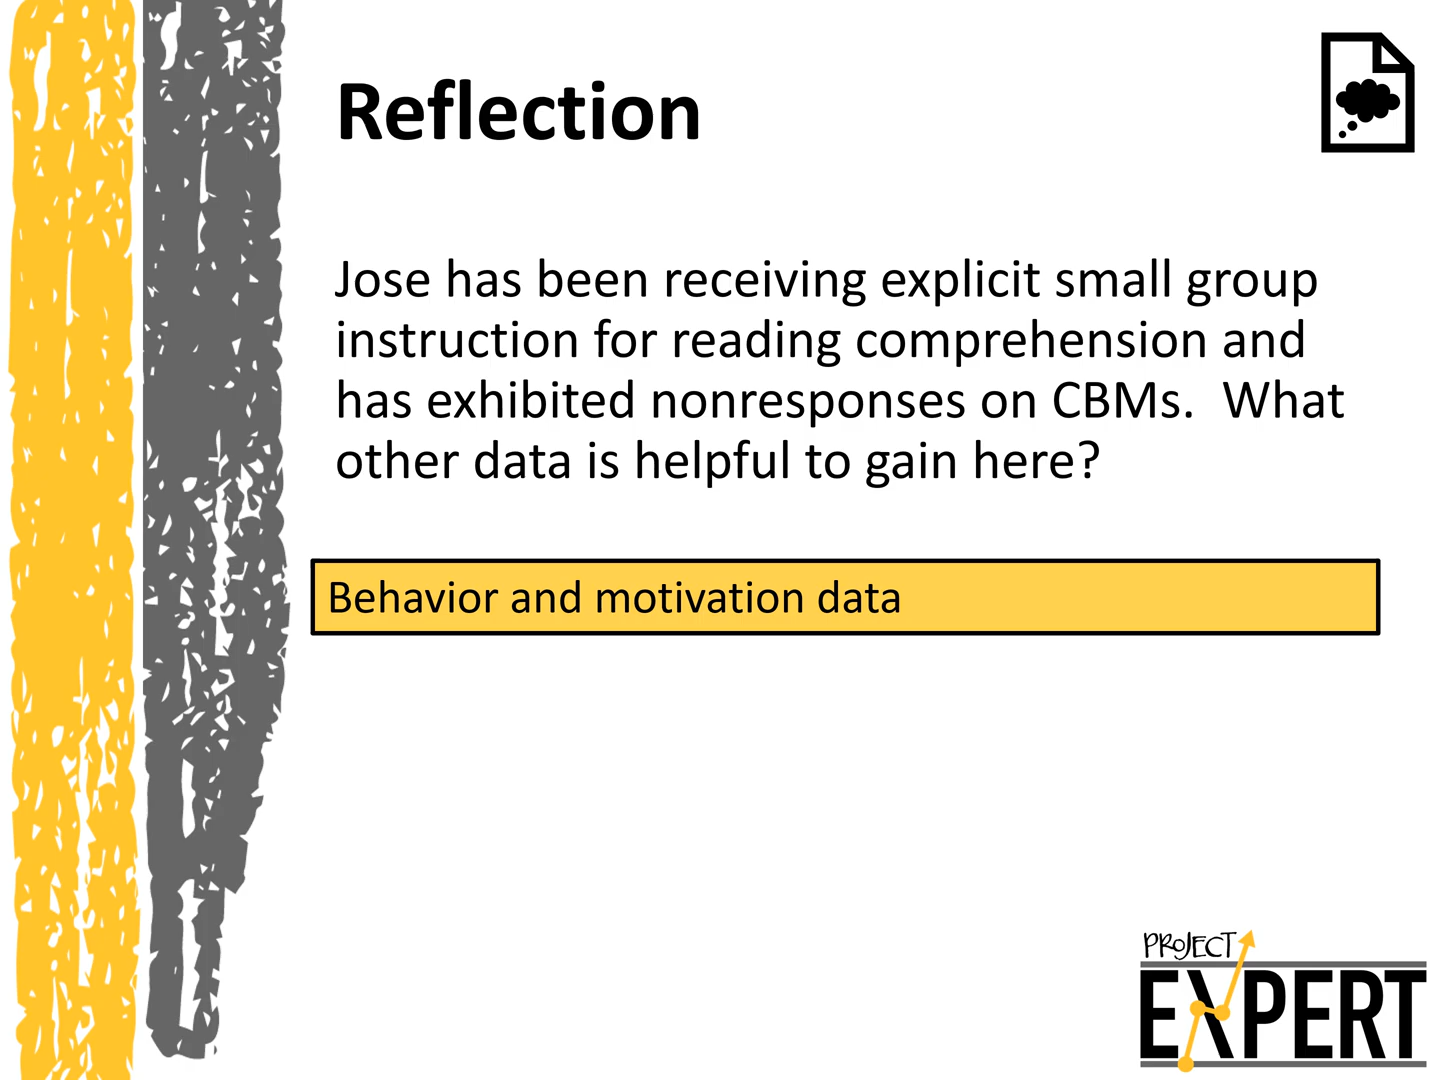 Reflection
Jose has been receiving explicit small group
instruction for reading comprehension and
has exhibited nonresponses on CBMs.  What
other data is helpful to gain here?
Behavior and motivation data
PROJECT
EXPERT